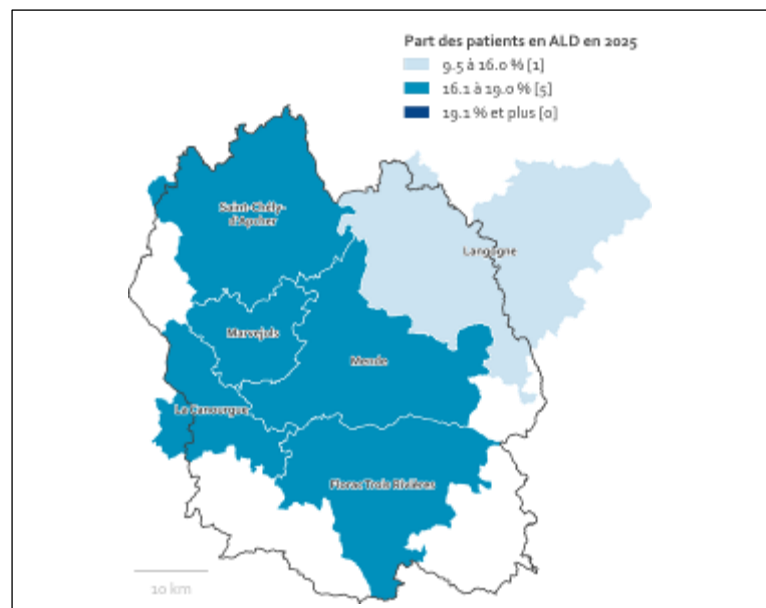 Part des patients en ALD en 2025
9.5 à 16.0 % [1]
16.1 à 19.0 % [5]
19.1 % et plus [0]
Saint-Chély-
d'Apcher
Langogne
Marvejols
Mende
La Canourgue
Florac Trois Rivières
10 km